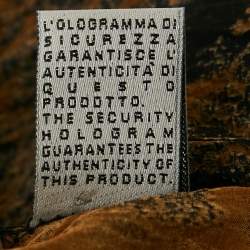 L'OLOGRAMMA DI
SICUREZZA
GARANTISCE L'
AUTENTICITÀ DI
QUESTO
PRODOTTO.
THE SECURITY
HOLOGRAM
GUARANTEES THE
AUTHENTICITY OF
THIS PRODUCT.